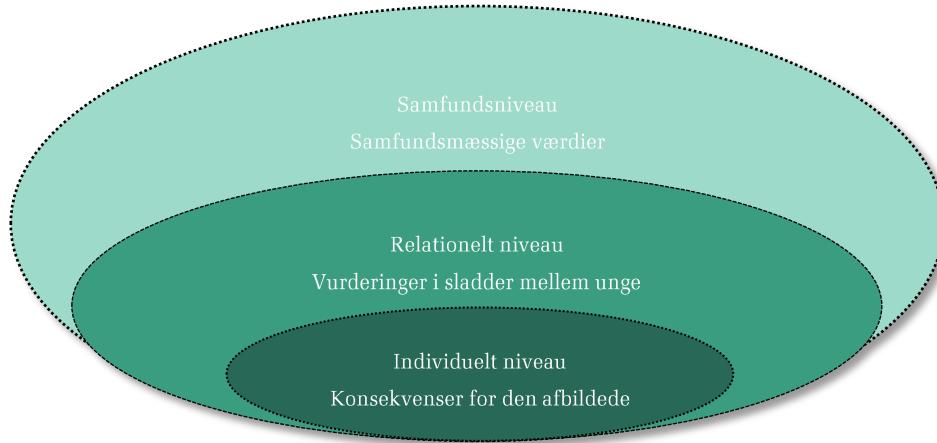 Samfundsniveau
Samfundsmæssige værdier
Relationelt niveau
Vurderinger i sladder mellem unge
Individuelt niveau
Konsekvenser for den afbildede